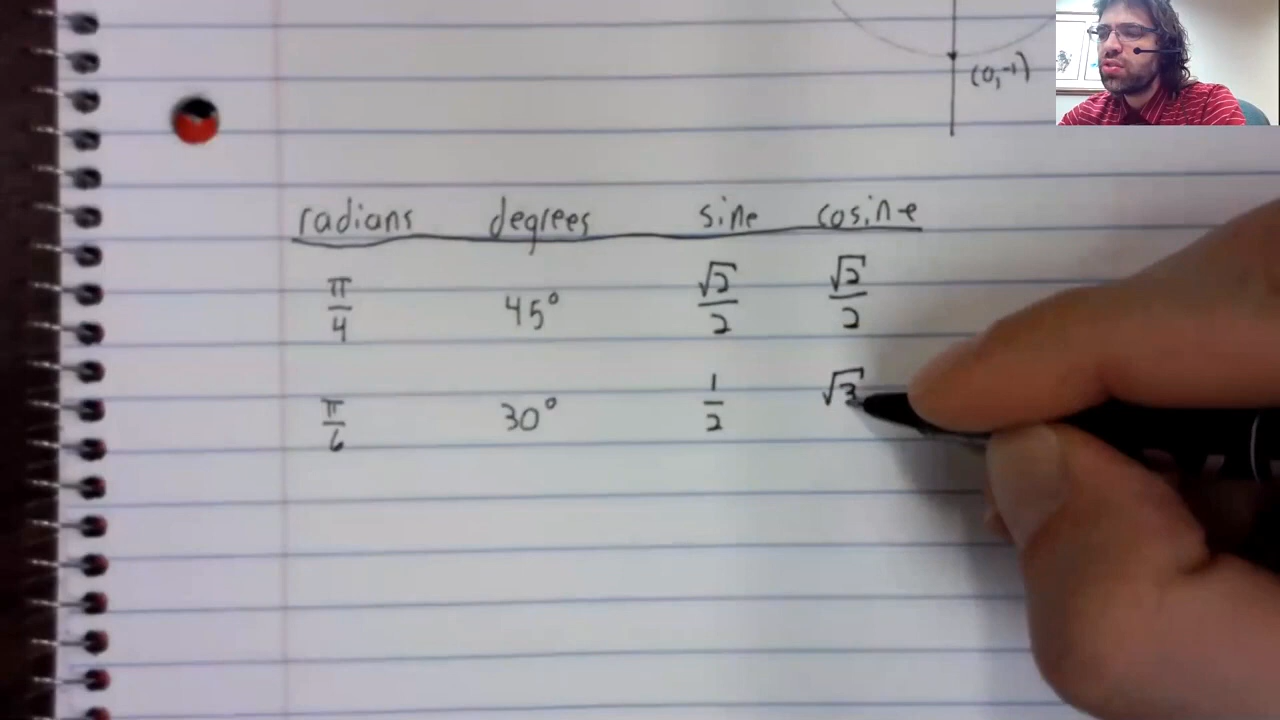 (0,-1)
radians degrees sine cosine
π/4 45° √2/2 √2/2
π/6 30° 1/2 √3